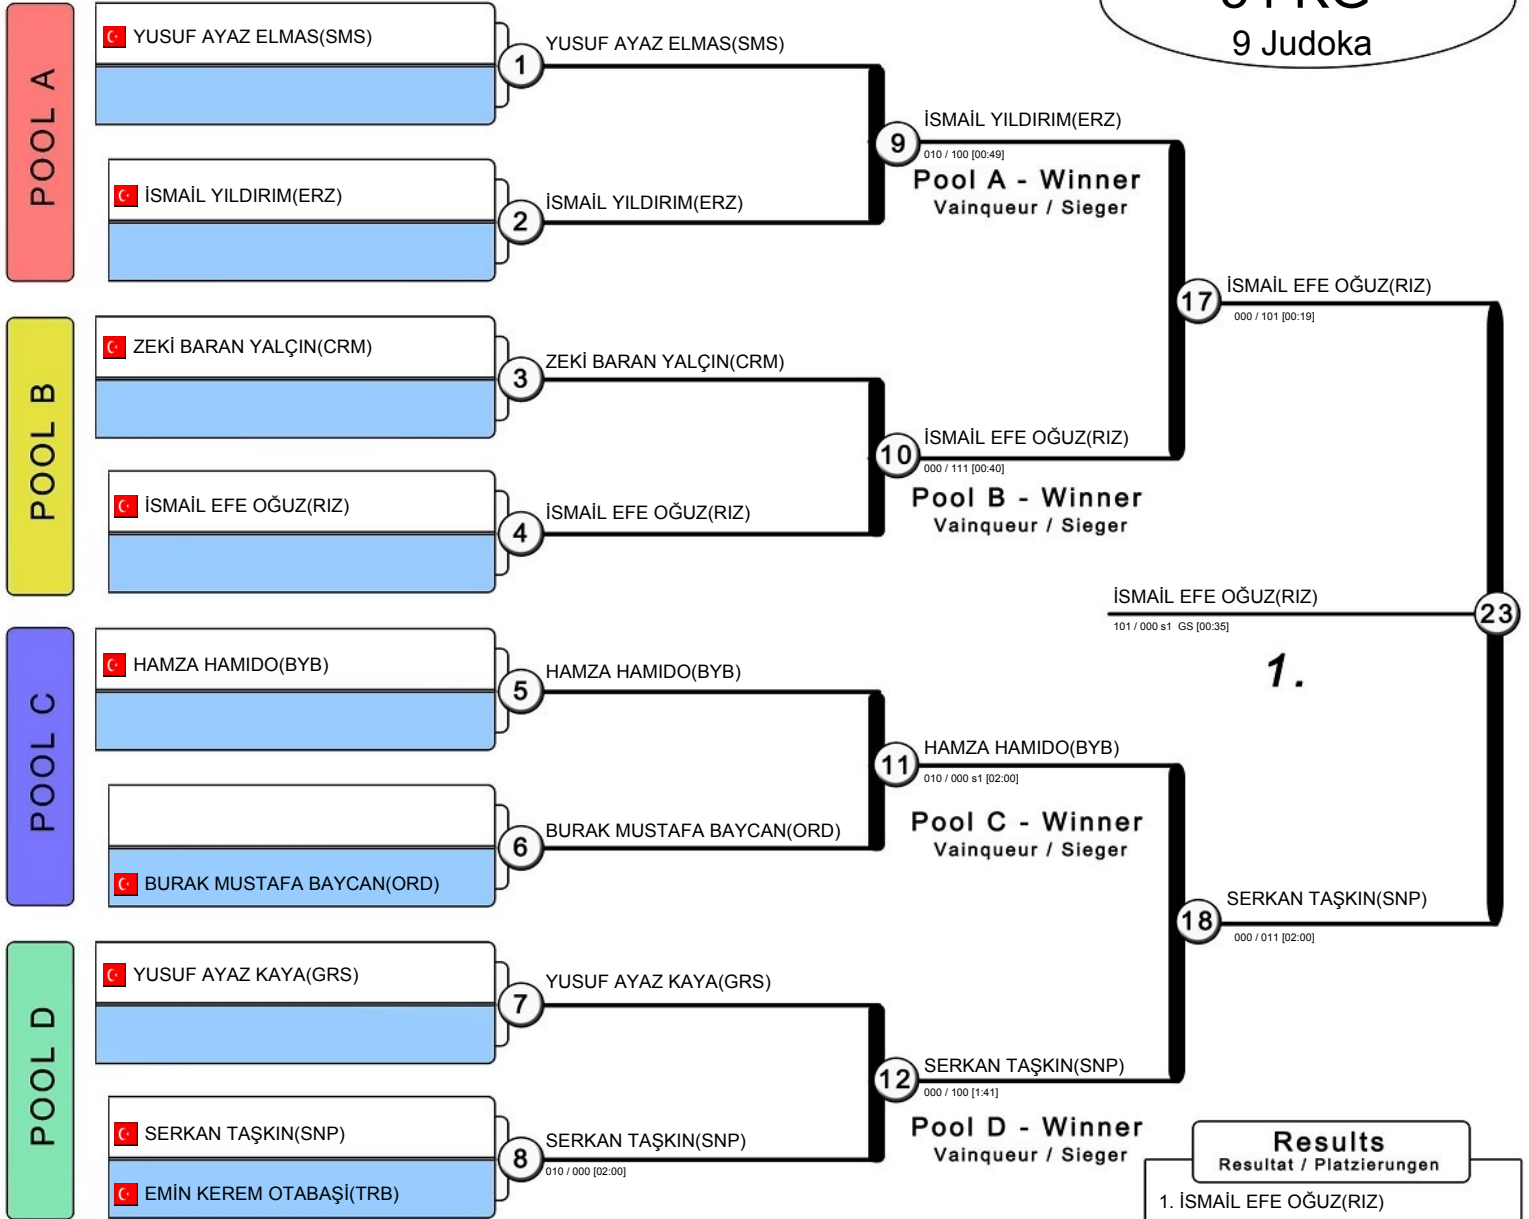 9 Judoka
POOL A
YUSUF AYAZ ELMAS(SMS)
1
YUSUF AYAZ ELMAS(SMS)
İSMAİL YILDIRIM(ERZ)
2
İSMAİL YILDIRIM(ERZ)
9
İSMAİL YILDIRIM(ERZ)
010 / 100 [00:49]
Pool A - Winner
Vainqueur / Sieger
POOL B
ZEKİ BARAN YALÇIN(CRM)
3
ZEKİ BARAN YALÇIN(CRM)
İSMAİL EFE OĞUZ(RIZ)
4
İSMAİL EFE OĞUZ(RIZ)
10
İSMAİL EFE OĞUZ(RIZ)
000 / 111 [00:40]
Pool B - Winner
Vainqueur / Sieger
17
İSMAİL EFE OĞUZ(RIZ)
000 / 101 [00:19]
İSMAİL EFE OĞUZ(RIZ)
101 / 000 s1 GS [00:35]
23
1.
POOL C
HAMZA HAMIDO(BYB)
5
HAMZA HAMIDO(BYB)
6
BURAK MUSTAFA BAYCAN(ORD)
BURAK MUSTAFA BAYCAN(ORD)
11
HAMZA HAMIDO(BYB)
010 / 000 s1 [02:00]
Pool C - Winner
Vainqueur / Sieger
18
SERKAN TAŞKIN(SNP)
000 / 011 [02:00]
POOL D
YUSUF AYAZ KAYA(GRS)
7
YUSUF AYAZ KAYA(GRS)
SERKAN TAŞKIN(SNP)
8
EMİN KEREM OTABAŞİ(TRB)
SERKAN TAŞKIN(SNP)
010 / 000 [02:00]
12
SERKAN TAŞKIN(SNP)
000 / 100 [1:41]
Pool D - Winner
Vainqueur / Sieger
Results
Resultat / Platzierungen
1. İSMAİL EFE OĞUZ(RIZ)